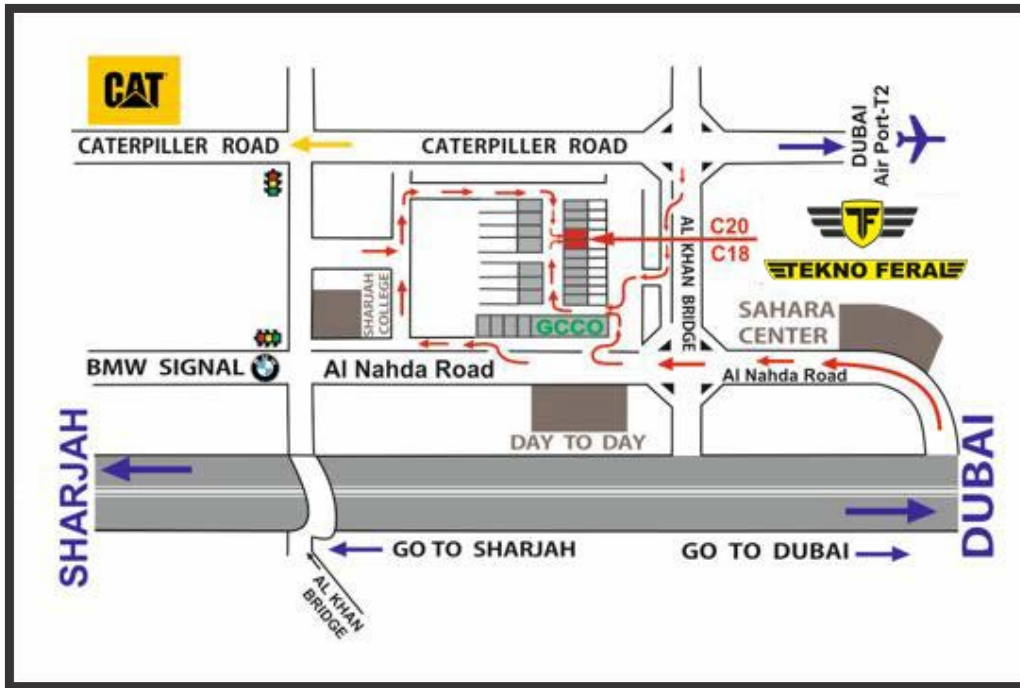 CAT
CATERPILLER ROAD
CATERPILLER ROAD
DUBAI
Air Port-T2
TF
TEKNO FERAL
C20
C18
AL KHAN BRIDGE
SHARJAH
COLLEGE
GCCO
SAHARA
CENTER
BMW SIGNAL
Al Nahda Road
Al Nahda Road
DAY TO DAY
SHARJAH
DUBAI
GO TO SHARJAH
GO TO DUBAI
AL KHAN
BRIDGE